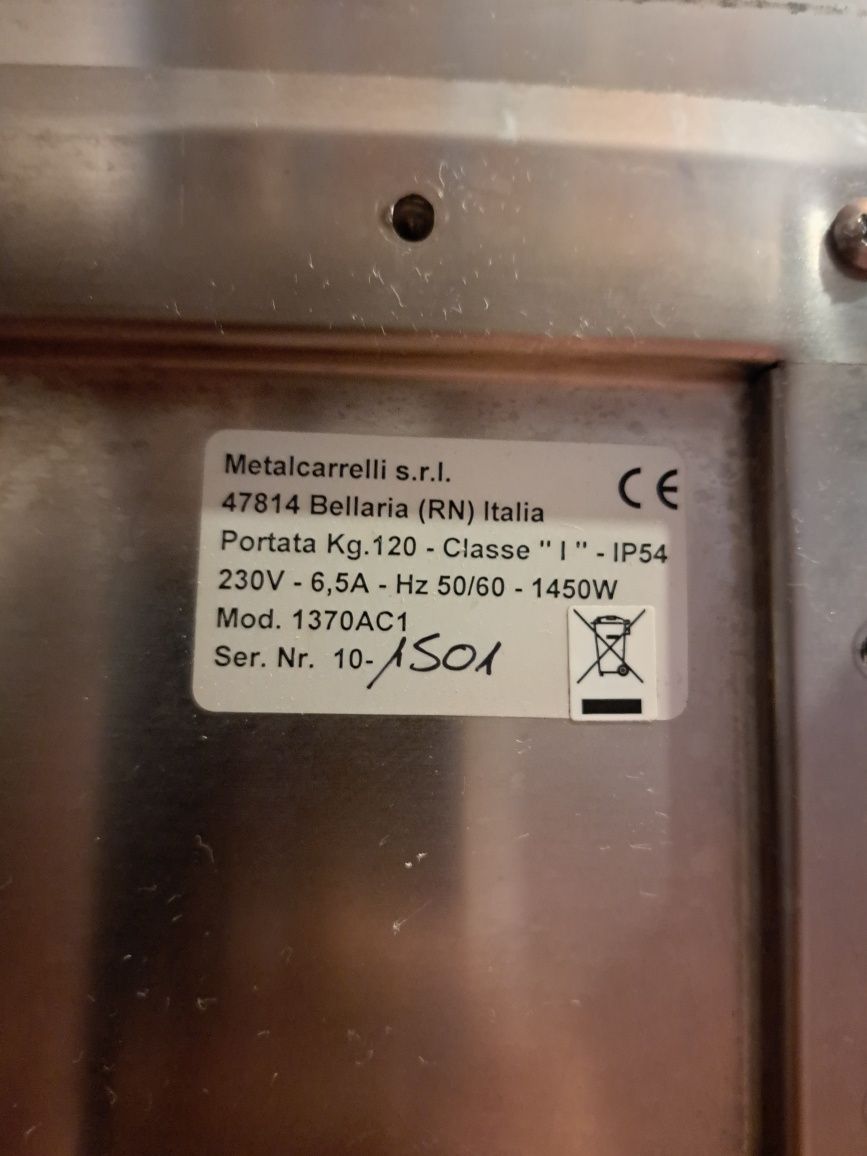 Metalcarrelli s.r.l.
CE
47814 Bellaria (RN) Italia
Portata Kg.120 - Classe " I " - IP54
230V - 6,5A - Hz 50/60 - 1450W
Mod. 1370AC1
Ser. Nr. 10-1501